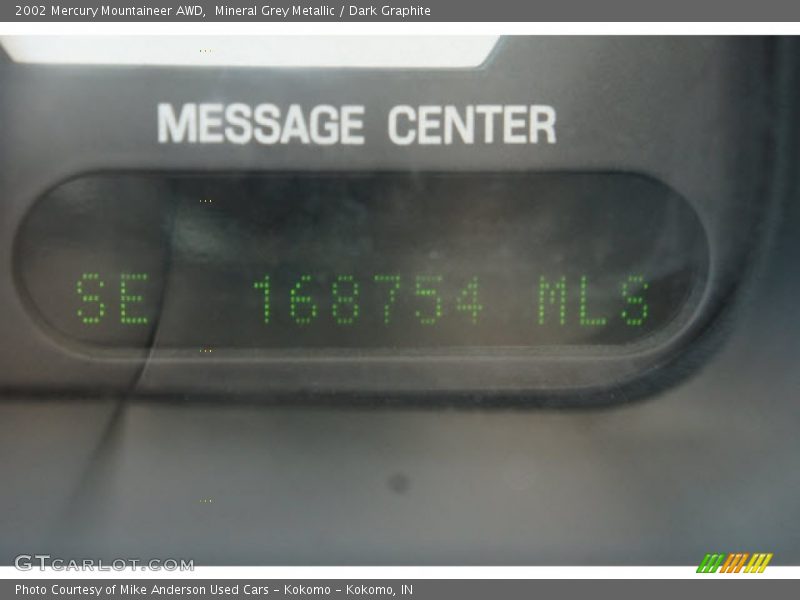 2002 Mercury Mountaineer AWD,  Mineral Grey Metallic / Dark Graphite
MESSAGE CENTER
SE 168754 MLS
GTCARLOT.COM
Photo Courtesy of Mike Anderson Used Cars - Kokomo - Kokomo, IN